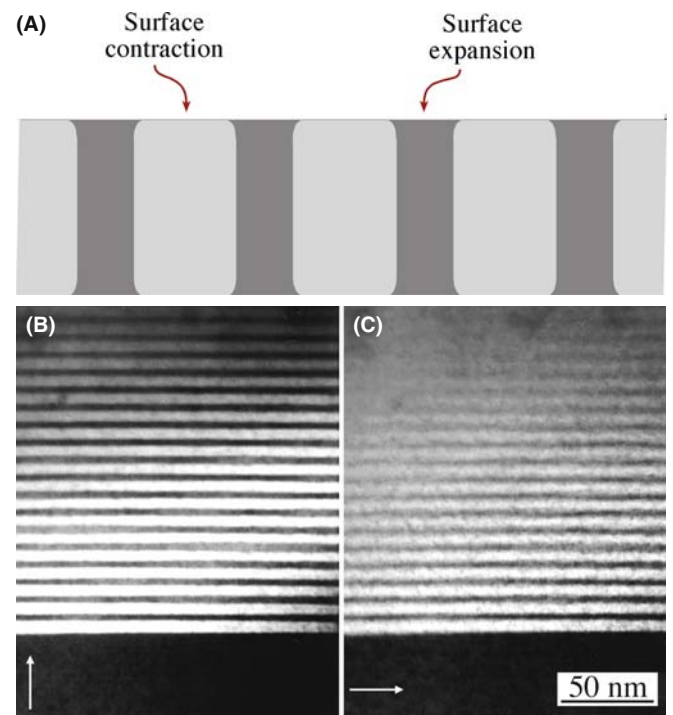 (A)
Surface
contraction
Surface
expansion
(B)
(C)
50 nm